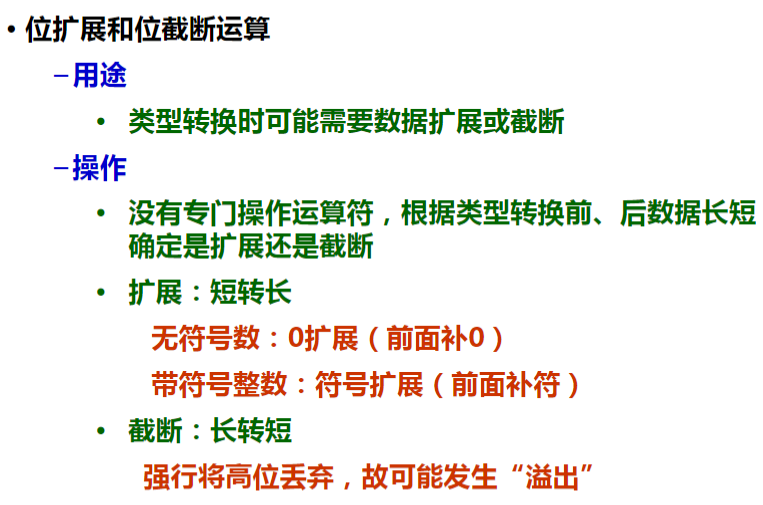 • 位扩展和位截断运算
–用途
• 类型转换时可能需要数据扩展或截断
–操作
• 没有专门操作运算符，根据类型转换前、后数据长短
确定是扩展还是截断
• 扩展：短转长
无符号数：0扩展（前面补0）
带符号整数：符号扩展（前面补符）
• 截断：长转短
强行将高位丢弃，故可能发生“溢出”